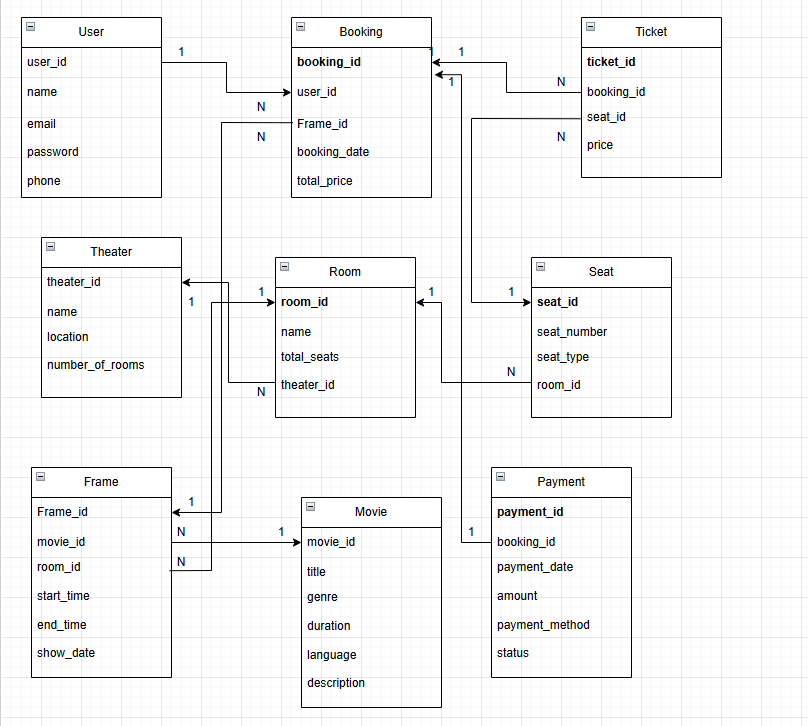 User
user_id
name
email
password
phone
1
N
Booking
booking_id
user_id
Frame_id
booking_date
total_price
N
1
1
1
N
N
Ticket
ticket_id
booking_id
seat_id
price
Theater
theater_id
name
location
number_of_rooms
1
N
1
Room
room_id
name
total_seats
theater_id
1
N
1
Seat
seat_id
seat_number
seat_type
room_id
Frame
Frame_id
movie_id
room_id
start_time
end_time
show_date
1
N
N
1
Movie
movie_id
title
genre
duration
language
description
1
Payment
payment_id
booking_id
payment_date
amount
payment_method
status